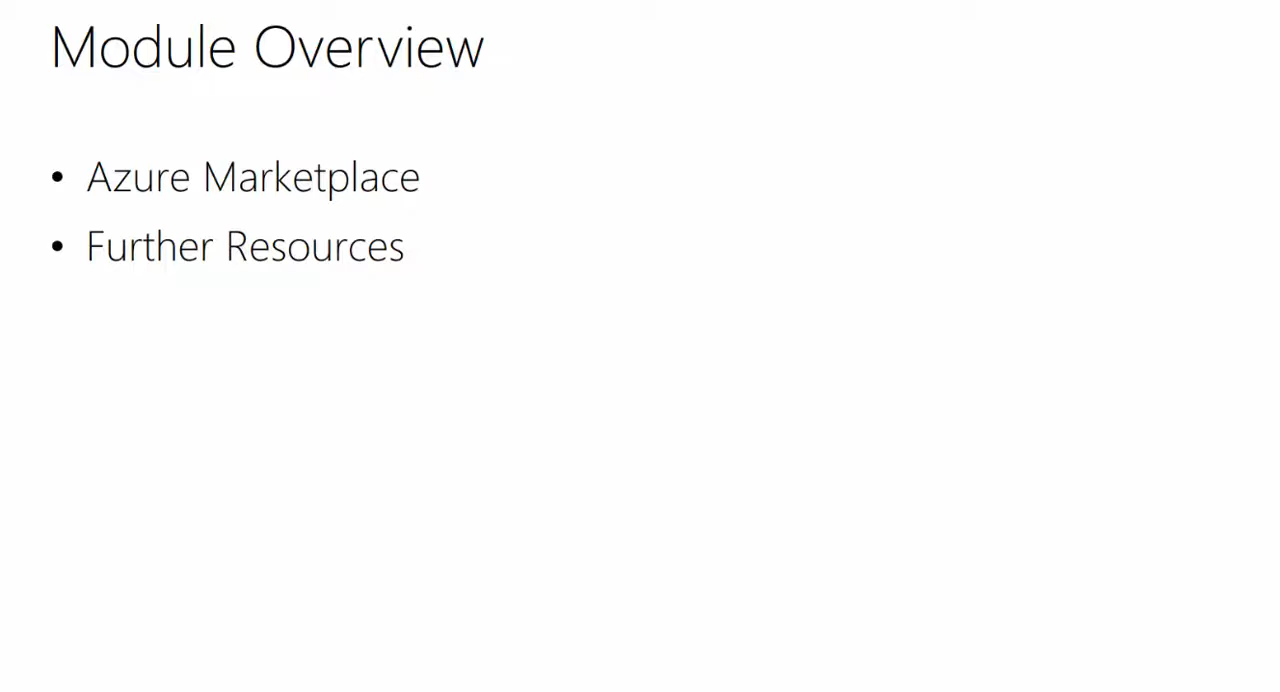 Module Overview
• Azure Marketplace
• Further Resources